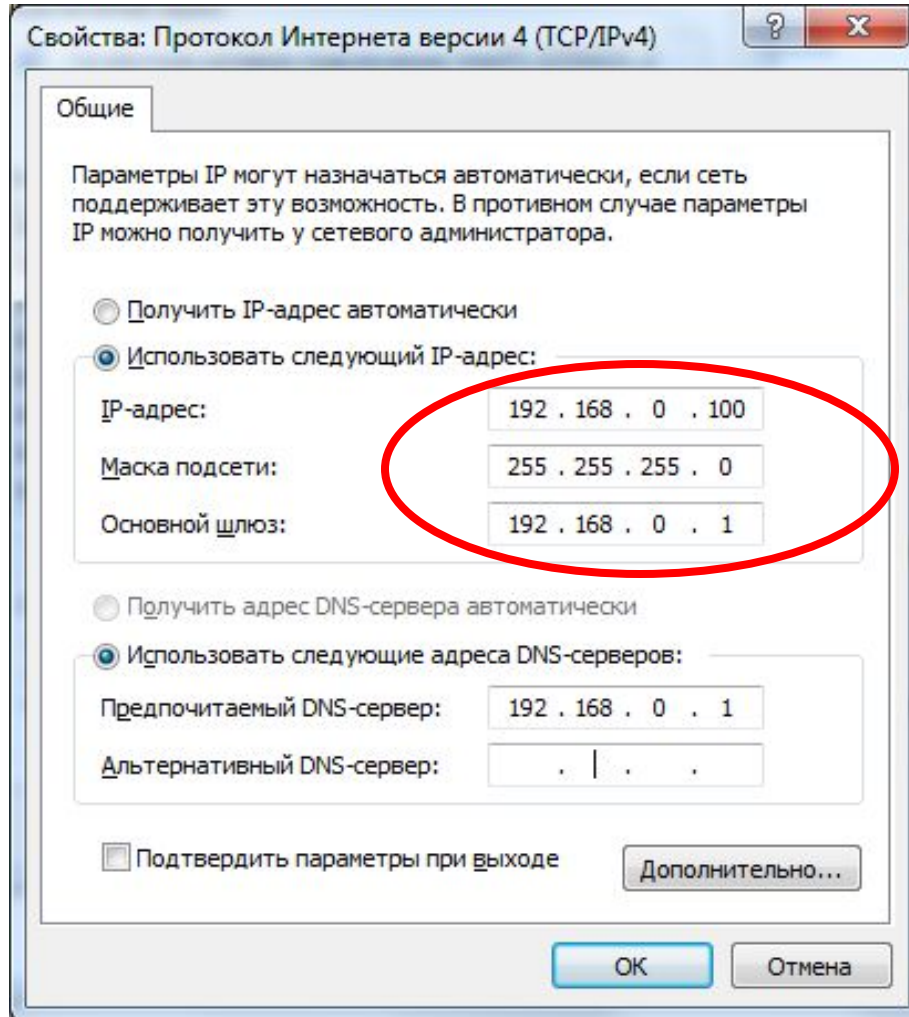 Свойства: Протокол Интернета версии 4 (TCP/IPv4)
Общие
Параметры IP могут назначаться автоматически, если сеть
поддерживает эту возможность. В противном случае параметры
IP можно получить у сетевого администратора.
Получить IP-адрес автоматически
Использовать следующий IP-адрес:
IP-адрес: 192 . 168 . 0 . 100
Маска подсети: 255 . 255 . 255 . 0
Основной шлюз: 192 . 168 . 0 . 1
Получить адрес DNS-сервера автоматически
Использовать следующие адреса DNS-серверов:
Предпочитаемый DNS-сервер: 192 . 168 . 0 . 1
Альтернативный DNS-сервер: . . .
Подтвердить параметры при выходе
Дополнительно...
ОК Отмена